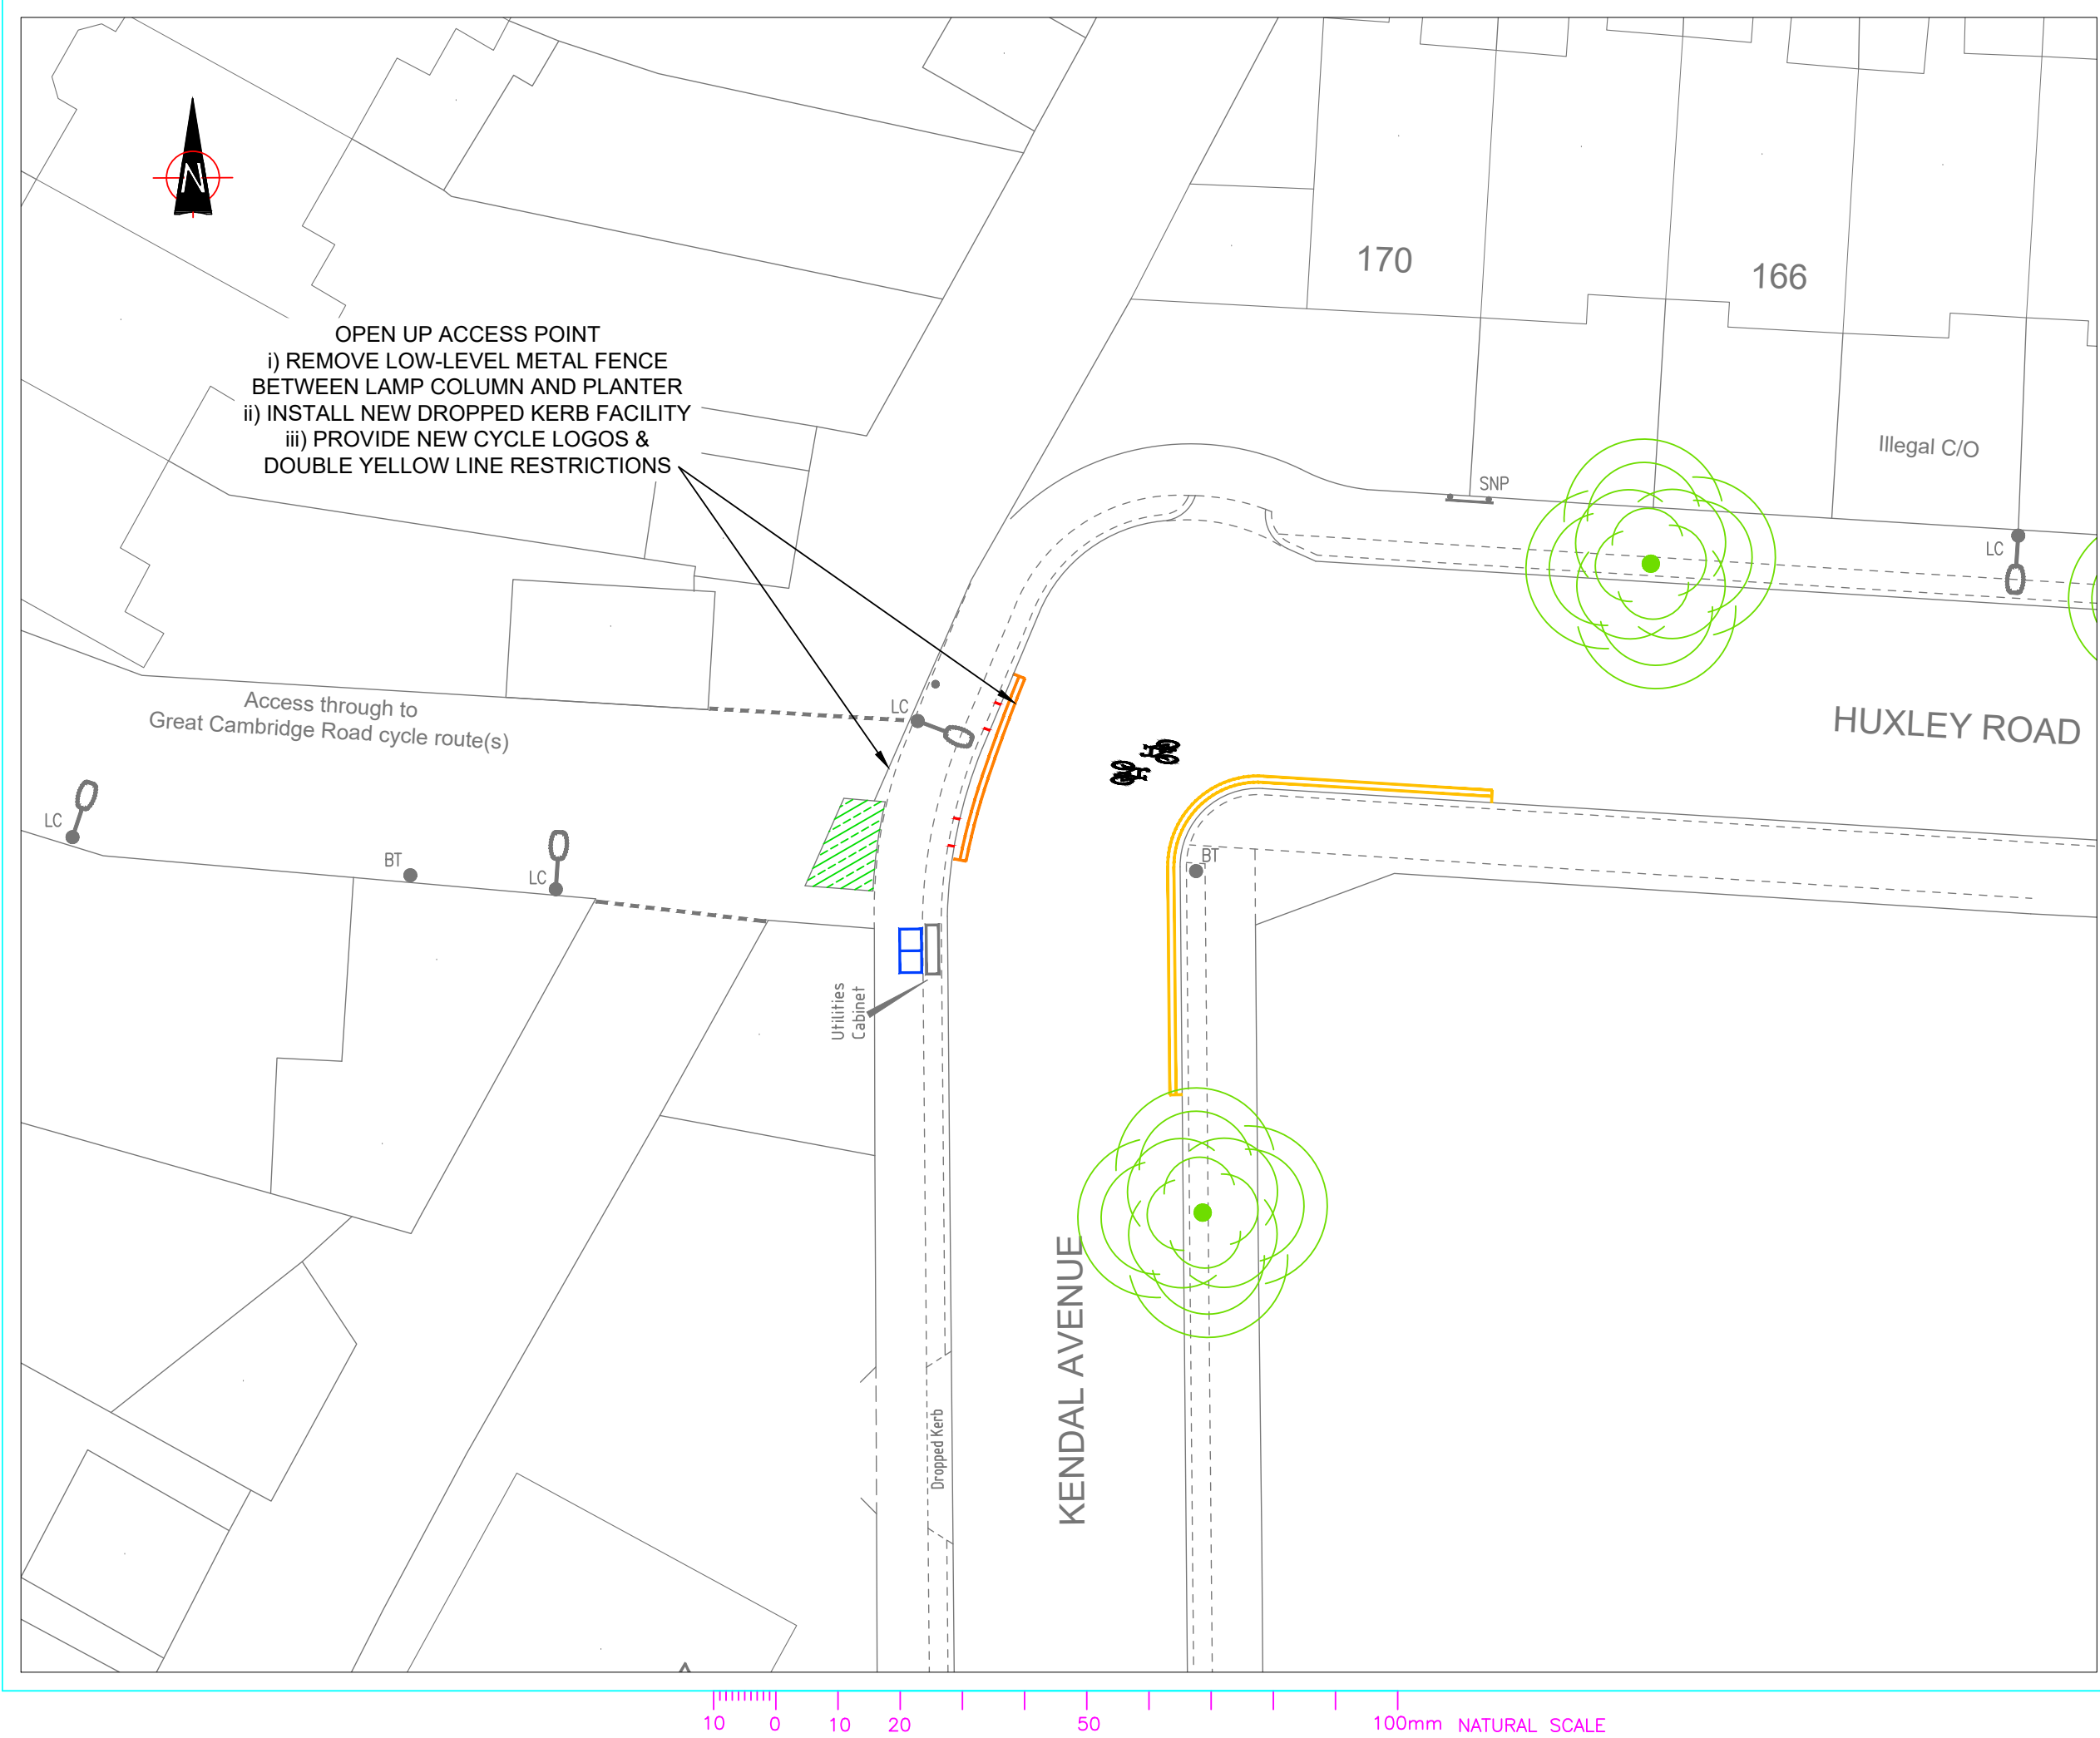 N
170
166
OPEN UP ACCESS POINT
i) REMOVE LOW-LEVEL METAL FENCE
BETWEEN LAMP COLUMN AND PLANTER
ii) INSTALL NEW DROPPED KERB FACILITY
iii) PROVIDE NEW CYCLE LOGOS &
DOUBLE YELLOW LINE RESTRICTIONS
Illegal C/O
SNP
LC
Access through to
Great Cambridge Road cycle route(s)
LC
HUXLEY ROAD
LC
BT
LC
BT
Utilities
Cabinet
KENDAL AVENUE
Dropped Kerb
10 0 10 20 50 100mm NATURAL SCALE